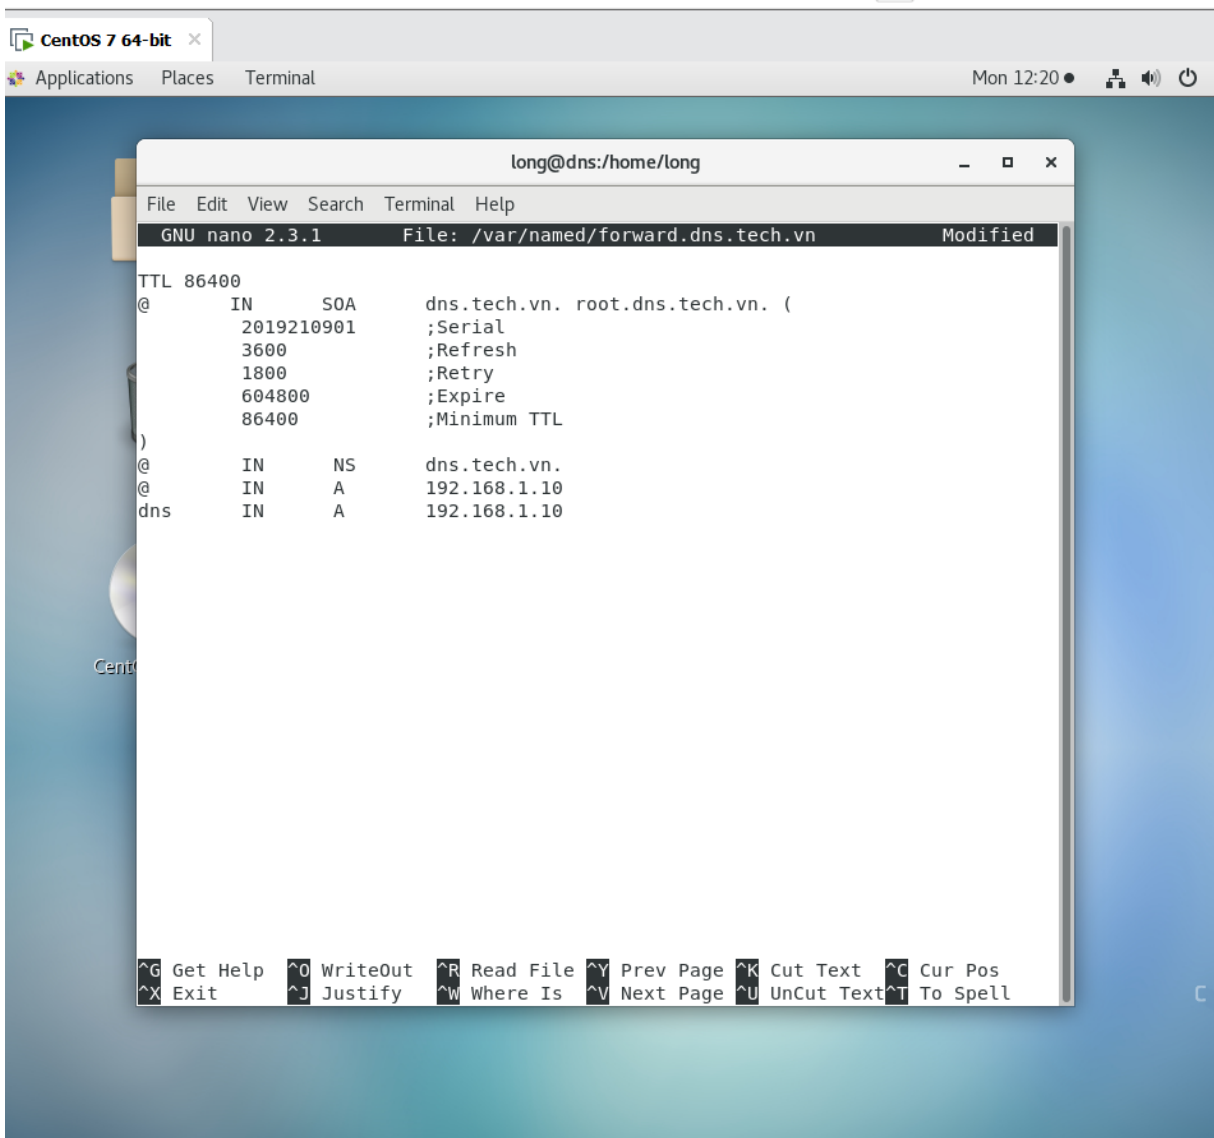 CentOS 7 64-bit ×
Applications Places Terminal Mon 12:20
long@dns:/home/long
File Edit View Search Terminal Help
GNU nano 2.3.1 File: /var/named/forward.dns.tech.vn Modified
TTL 86400
@ IN SOA dns.tech.vn. root.dns.tech.vn. (
2019210901 ;Serial
3600 ;Refresh
1800 ;Retry
604800 ;Expire
86400 ;Minimum TTL
)
@ IN NS dns.tech.vn.
@ IN A 192.168.1.10
dns IN A 192.168.1.10
^G Get Help ^O WriteOut ^R Read File ^Y Prev Page ^K Cut Text ^C Cur Pos
^X Exit ^J Justify ^W Where Is ^V Next Page ^U UnCut Text ^T To Spell